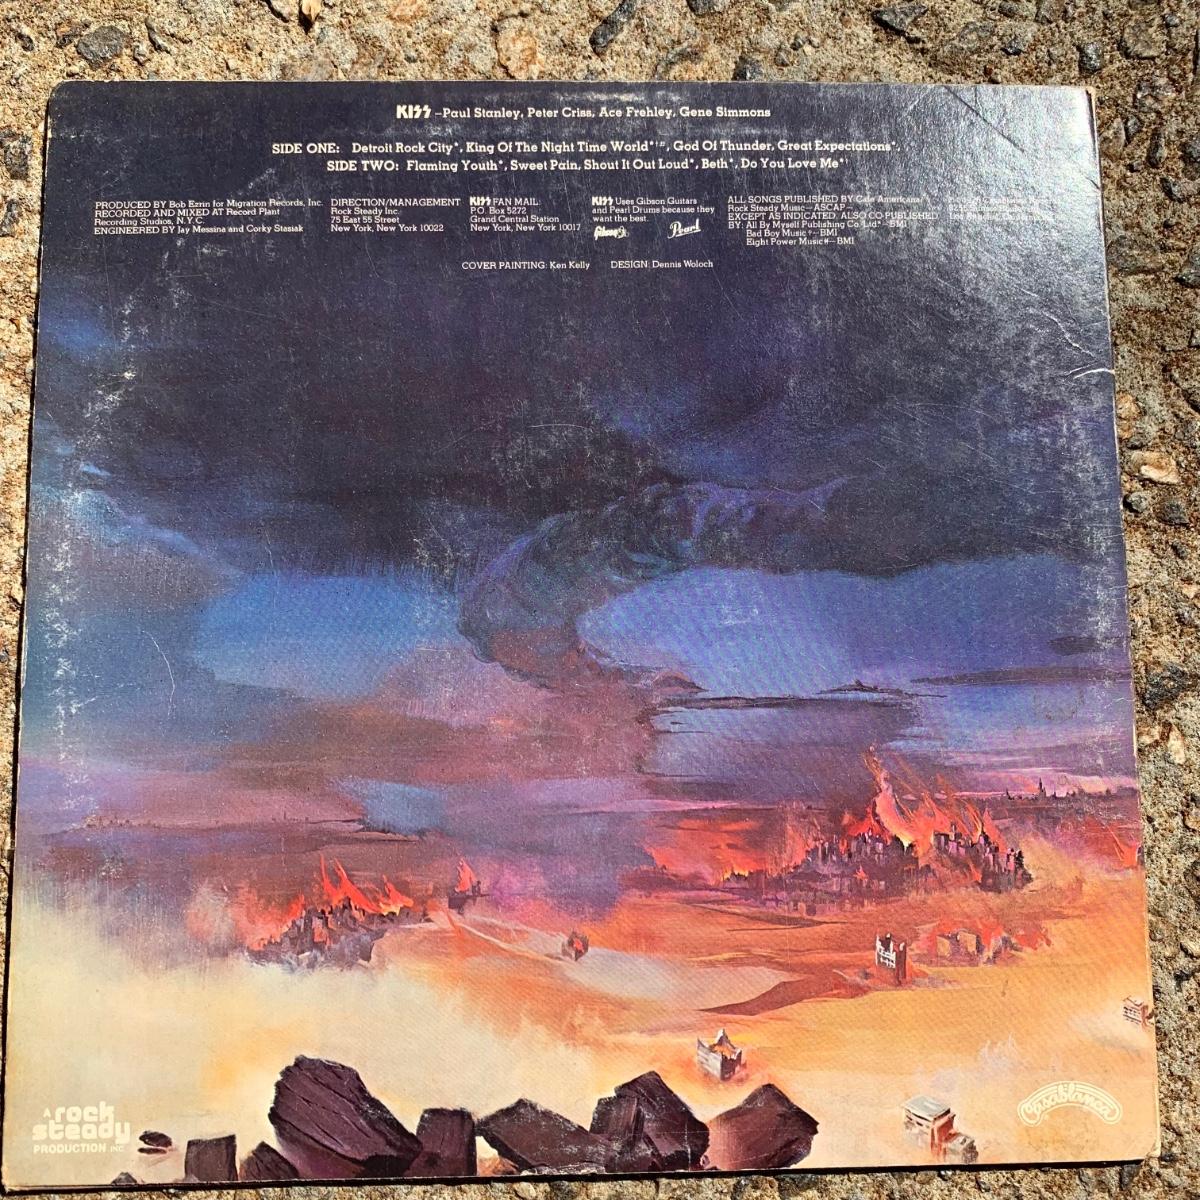 KISS –Paul Stanley, Peter Criss, Ace Frehley, Gene Simmons
SIDE ONE: Detroit Rock City*, King Of The Night Time World*†#, God Of Thunder, Great Expectations*.
SIDE TWO: Flaming Youth*, Sweet Pain, Shout It Out Loud*, Beth*, Do You Love Me*†
PRODUCED BY Bob Ezrin for Migration Records, Inc.
RECORDED AND MIXED AT Record Plant
Recording Studios, N.Y.C.
ENGINEERED BY Jay Messina and Corky Stasiak
DIRECTION/MANAGEMENT
Rock Steady Inc.
75 East 55 Street
New York, New York 10022
KISS FAN MAIL:
P.O. Box 5272
Grand Central Station
New York, New York 10017
KISS Uses Gibson Guitars
and Pearl Drums because they
want the best
Gibson Pearl
ALL SONGS PUBLISHED BY Cafe Americana/
Rock Steady Music—ASCAP—
EXCEPT AS INDICATED. ALSO CO-PUBLISHED
BY: All By Myself Publishing Co. Ltd*—BMI
Bad Boy Music†—BMI
Eight Power Music#—BMI
COVER PAINTING: Ken Kelly DESIGN: Dennis Woloch
A rock
steady
PRODUCTION INC.
Casablanca